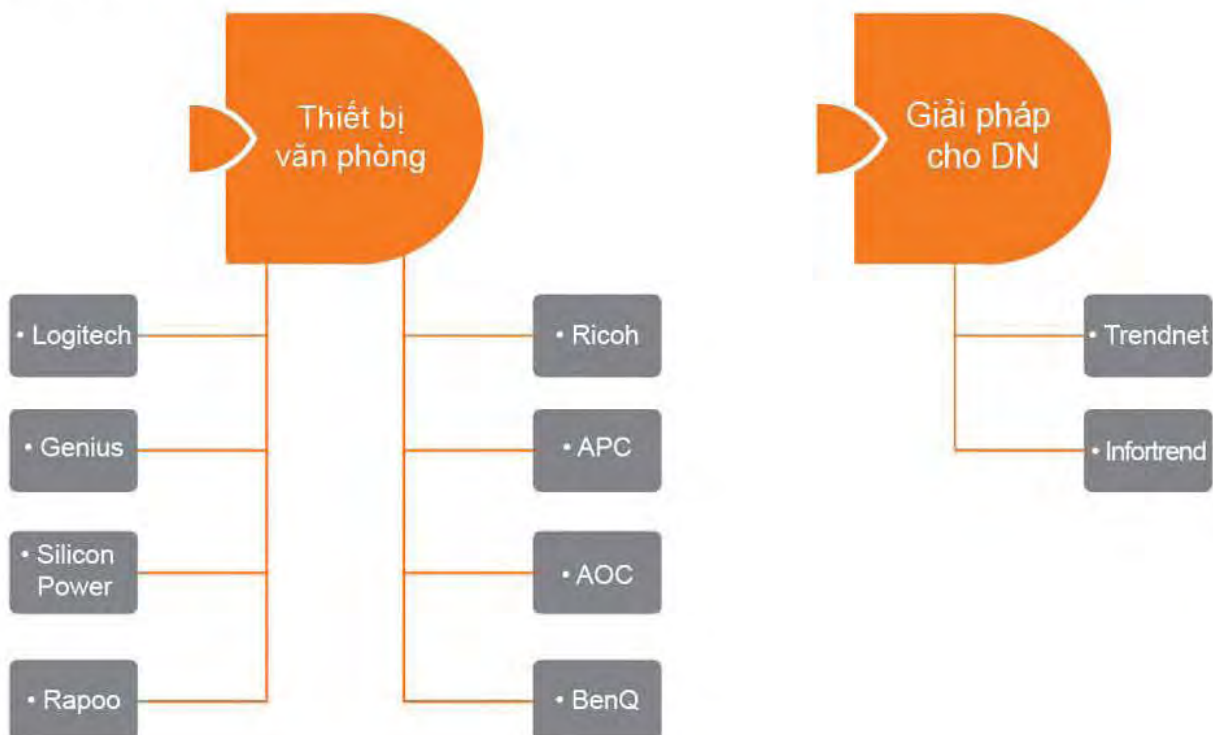 Thiết bị
văn phòng
• Logitech
• Genius
• Silicon
Power
• Rapoo
• Ricoh
• APC
• AOC
• BenQ
Giải pháp
cho DN
• Trendnet
• Infortrend